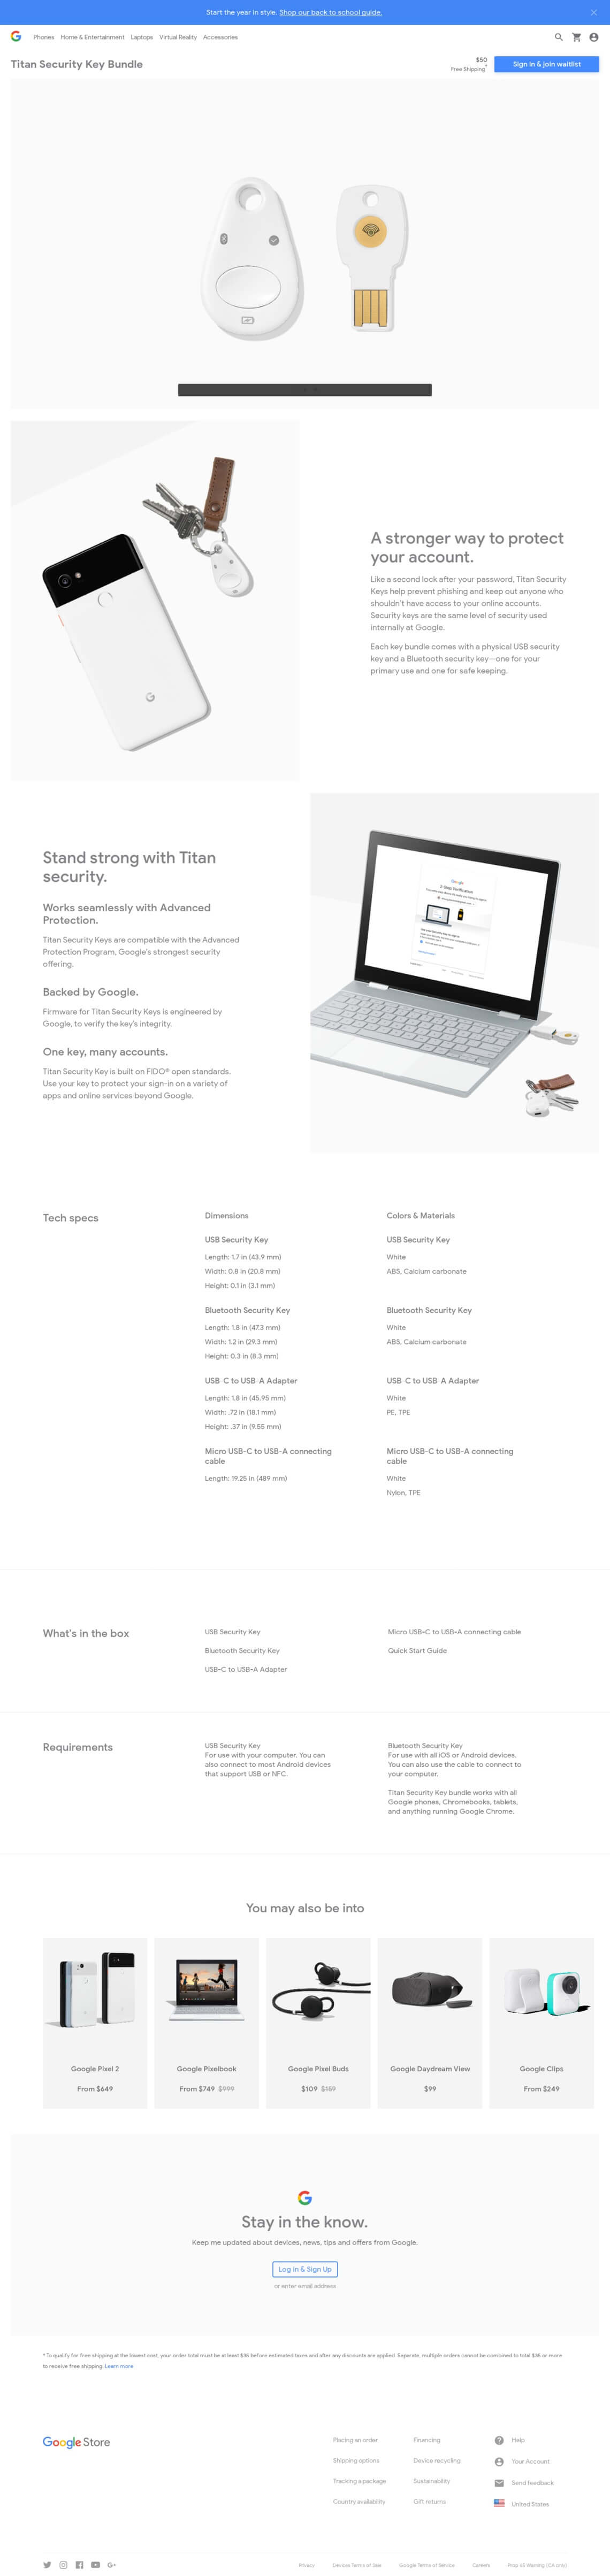 Start the year in style. Shop our back to school guide.
Phones Home & Entertainment Laptops Virtual Reality Accessories
Titan Security Key Bundle
$50
Free Shipping
Sign in & join waitlist
A stronger way to protect
your account.
Like a second lock after your password, Titan Security
Keys help prevent phishing and keep out anyone who
shouldn't have access to your online accounts.
Security keys are the same level of security used
internally at Google.
Each key bundle comes with a physical USB security
key and a Bluetooth security key—one for your
primary use and one for safe keeping.
Stand strong with Titan
security.
Works seamlessly with Advanced
Protection.
Titan Security Keys are compatible with the Advanced
Protection Program, Google's strongest security
offering.
Backed by Google.
Firmware for Titan Security Keys is engineered by
Google, to verify the key's integrity.
One key, many accounts.
Titan Security Key is built on FIDO® open standards.
Use your key to protect your sign-in on a variety of
apps and online services beyond Google.
Google
2-Step Verification
Tech specs
Dimensions
USB Security Key
Length: 1.7 in (43.9 mm)
Width: 0.8 in (20.8 mm)
Height: 0.1 in (3.1 mm)
Bluetooth Security Key
Length: 1.8 in (47.3 mm)
Width: 1.2 in (29.3 mm)
Height: 0.3 in (8.3 mm)
USB-C to USB-A Adapter
Length: 1.8 in (45.95 mm)
Width: .72 in (18.1 mm)
Height: .37 in (9.55 mm)
Micro USB-C to USB-A connecting
cable
Length: 19.25 in (489 mm)
Colors & Materials
USB Security Key
White
ABS, Calcium carbonate
Bluetooth Security Key
White
ABS, Calcium carbonate
USB-C to USB-A Adapter
White
PE, TPE
Micro USB-C to USB-A connecting
cable
White
Nylon, TPE
What's in the box
USB Security Key
Bluetooth Security Key
USB-C to USB-A Adapter
Micro USB-C to USB-A connecting cable
Quick Start Guide
Requirements
USB Security Key
For use with your computer. You can
also connect to most Android devices
that support USB or NFC.
Bluetooth Security Key
For use with all iOS or Android devices.
You can also use the cable to connect to
your computer.
Titan Security Key bundle works with all
Google phones, Chromebooks, tablets,
and anything running Google Chrome.
You may also be into
Google Pixel 2
From $649
Google Pixelbook
From $749 $999
Google Pixel Buds
$109 $159
Google Daydream View
$99
Google Clips
From $249
Stay in the know.
Keep me updated about devices, news, tips and offers from Google.
Log in & Sign Up
or enter email address
* To qualify for free shipping at the lowest cost, your order total must be at least $35 before estimated taxes and after any discounts are applied. Separate, multiple orders cannot be combined to total $35 or more
to receive free shipping. Learn more
Google Store
Placing an order
Shipping options
Tracking a package
Country availability
Financing
Device recycling
Sustainability
Gift returns
Help
Your Account
Send feedback
United States
Privacy Devices Terms of Sale Google Terms of Service Careers Prop 65 Warning (CA only)